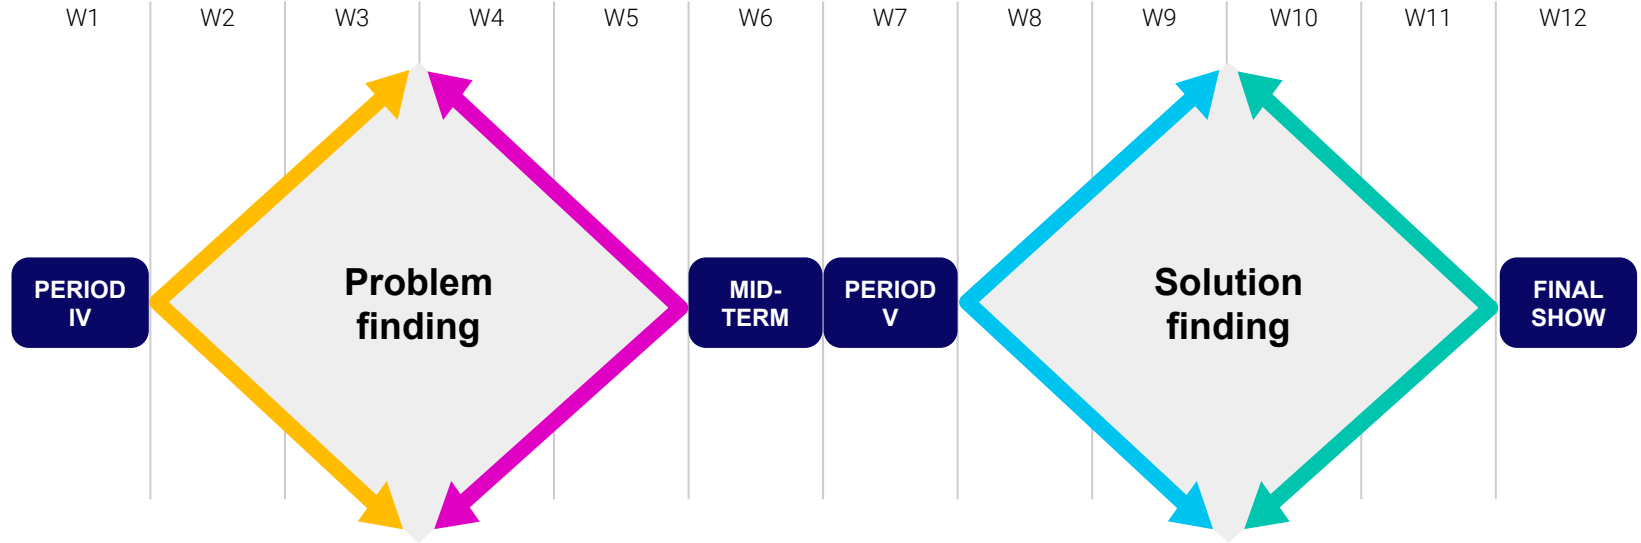 W1 W2 W3 W4 W5 W6 W7 W8 W9 W10 W11 W12
PERIOD
IV
Problem
finding
MID-
TERM
PERIOD
V
Solution
finding
FINAL
SHOW